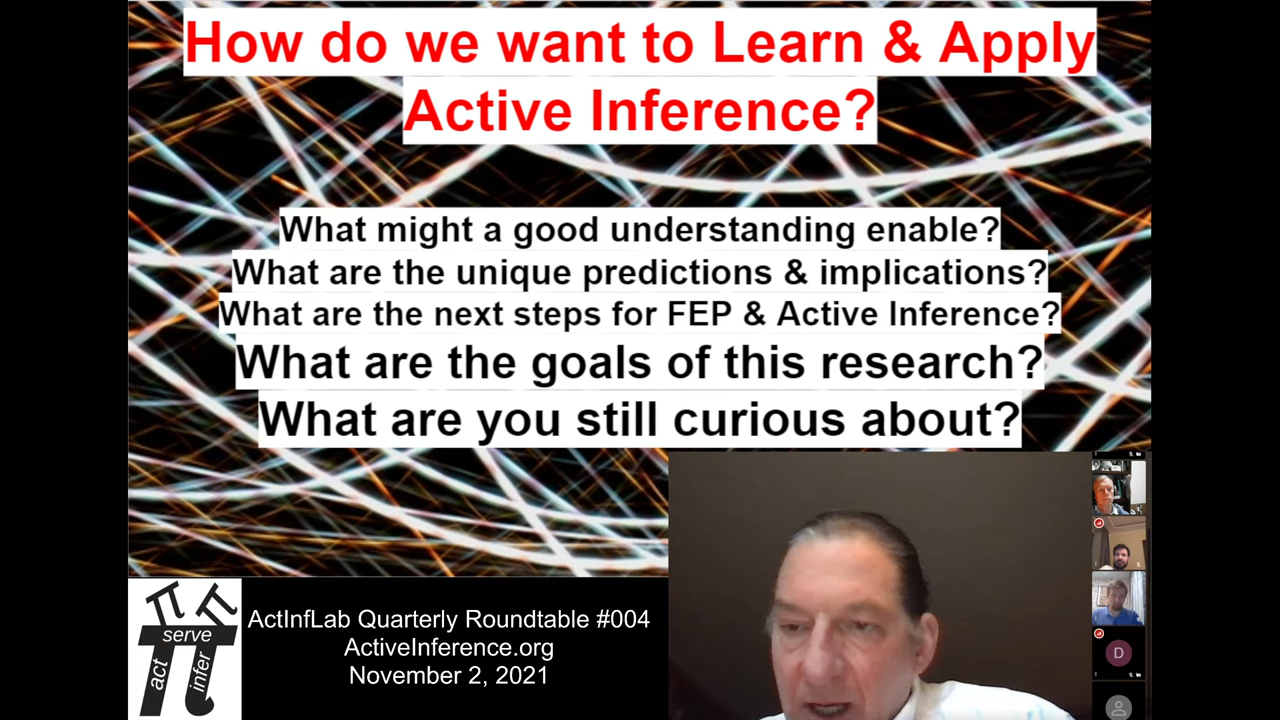 How do we want to Learn & Apply
Active Inference?
What might a good understanding enable?
What are the unique predictions & implications?
What are the next steps for FEP & Active Inference?
What are the goals of this research?
What are you still curious about?
serve
act
infer
ActInfLab Quarterly Roundtable #004
ActiveInference.org
November 2, 2021
D